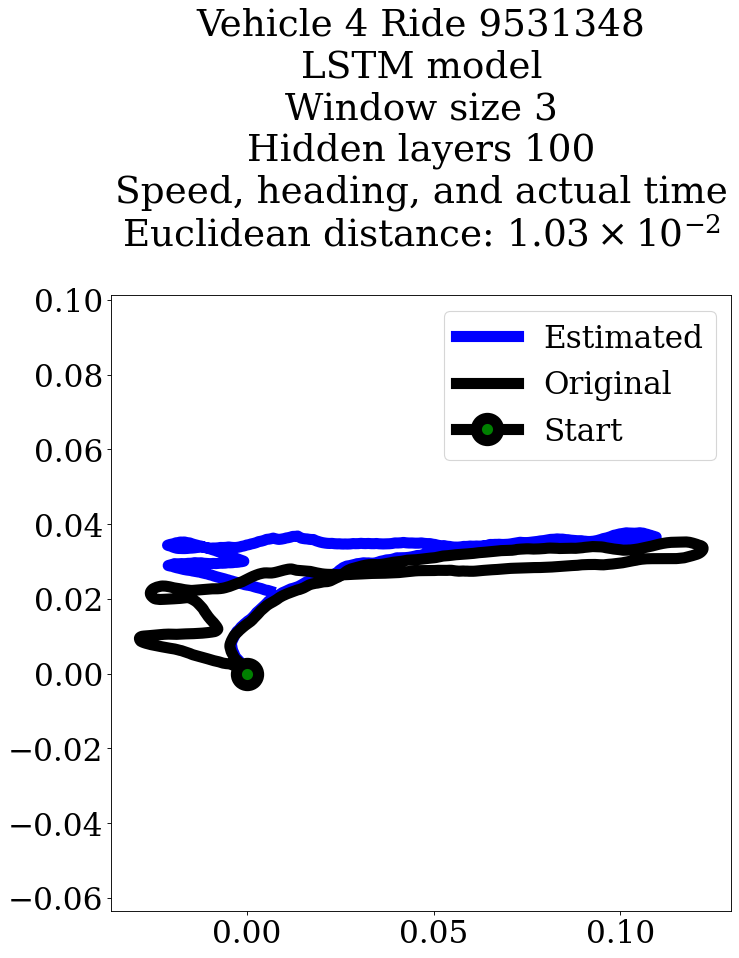 Vehicle 4 Ride 9531348
LSTM model
Window size 3
Hidden layers 100
Speed, heading, and actual time
Euclidean distance: 1.03 × 10⁻²
0.10
0.08
0.06
0.04
0.02
0.00
−0.02
−0.04
−0.06
Estimated
Original
Start
0.00 0.05 0.10